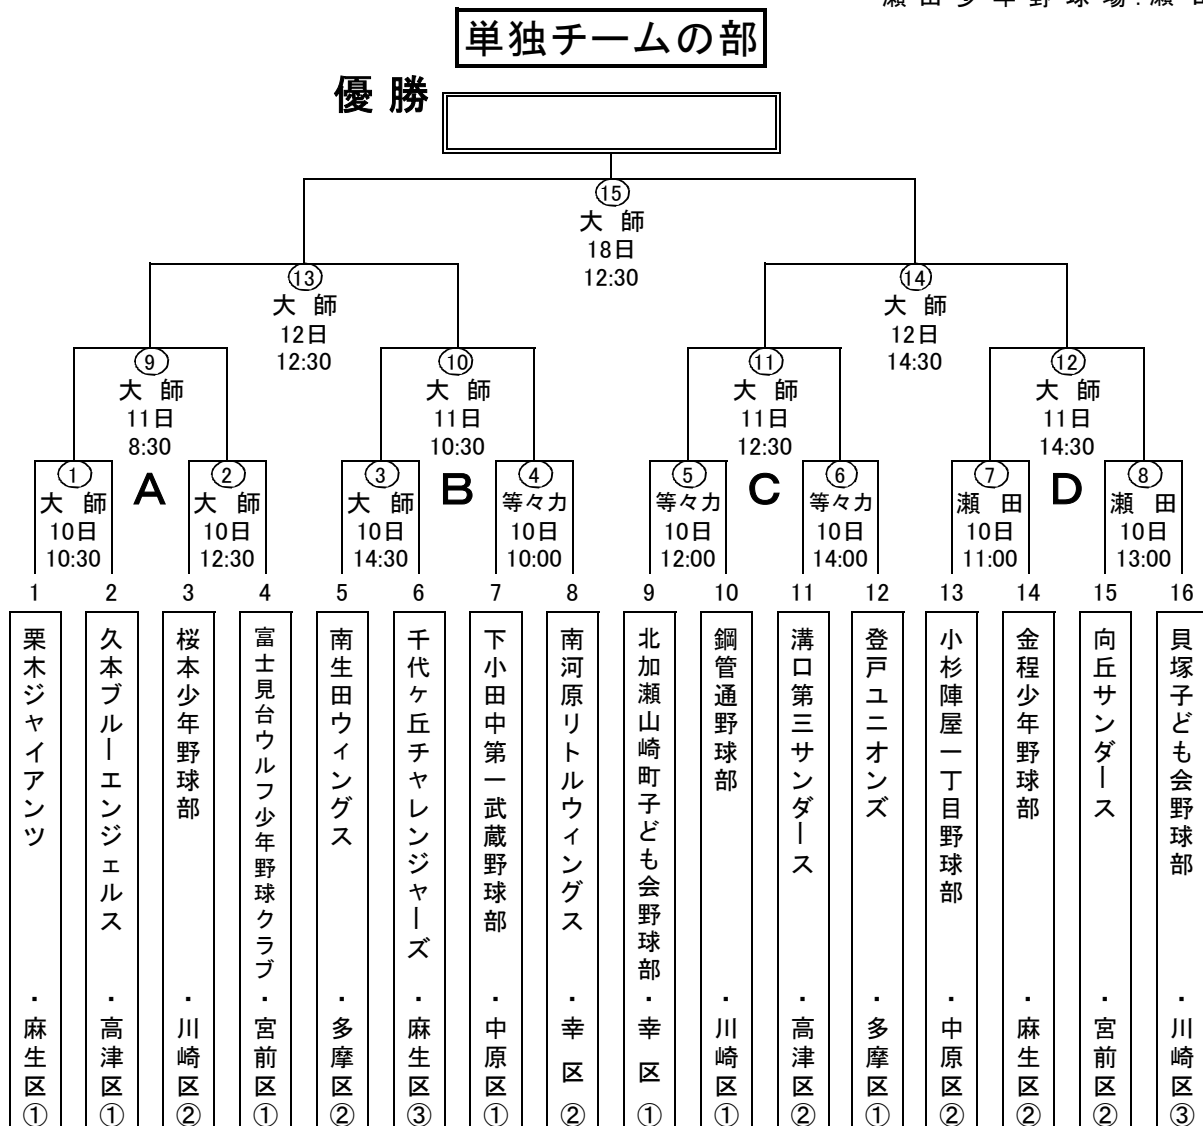 瀬田少年野球場:瀬田
単独チームの部
優勝
⑮
大師
18日
12:30
⑬
大師
12日
12:30
⑭
大師
12日
14:30
⑨
大師
11日
8:30
⑩
大師
11日
10:30
⑪
大師
11日
12:30
⑫
大師
11日
14:30
①
大師
10日
10:30
A
②
大師
10日
12:30
③
大師
10日
14:30
B
④
等々力
10日
10:00
⑤
等々力
10日
12:00
C
⑥
等々力
10日
14:00
⑦
瀬田
10日
11:00
D
⑧
瀬田
10日
13:00
1
栗木ジャイアンツ・麻生区①
2
久本ブルーエンジェルス・高津区①
3
桜本少年野球部・川崎区②
4
富士見台ウルフ少年野球クラブ・宮前区①
5
南生田ウィングス・多摩区②
6
千代ヶ丘チャレンジャーズ・麻生区③
7
下小田中第一武蔵野球部・中原区①
8
南河原リトルウィングス・幸区②
9
北加瀬山崎町子ども会野球部・幸区①
10
鋼管通野球部・川崎区①
11
溝口第三サンダース・高津区②
12
登戸ユニオンズ・多摩区①
13
小杉陣屋一丁目野球部・中原区②
14
金程少年野球部・麻生区②
15
向丘サンダース・宮前区②
16
貝塚子ども会野球部・川崎区③